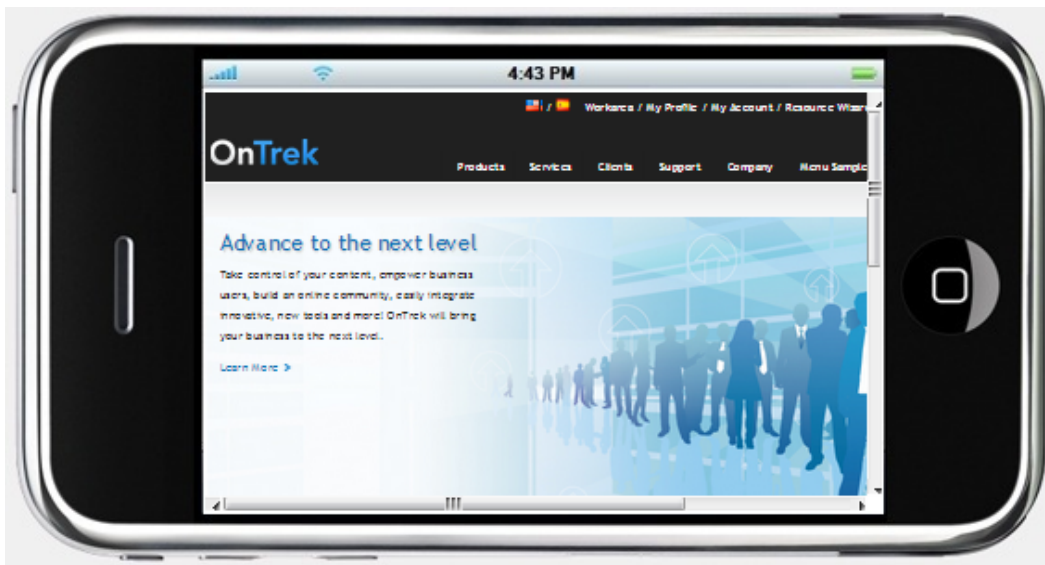 4:43 PM
/ Workarea / My Profile / My Account / Resource Wizar
OnTrek
Products Services Clients Support Company Menu Sample
Advance to the next level
Take control of your content, empower business
users, build an online community, easily integrate
innovative, new tools and more! OnTrek will bring
your business to the next level.
Learn More >